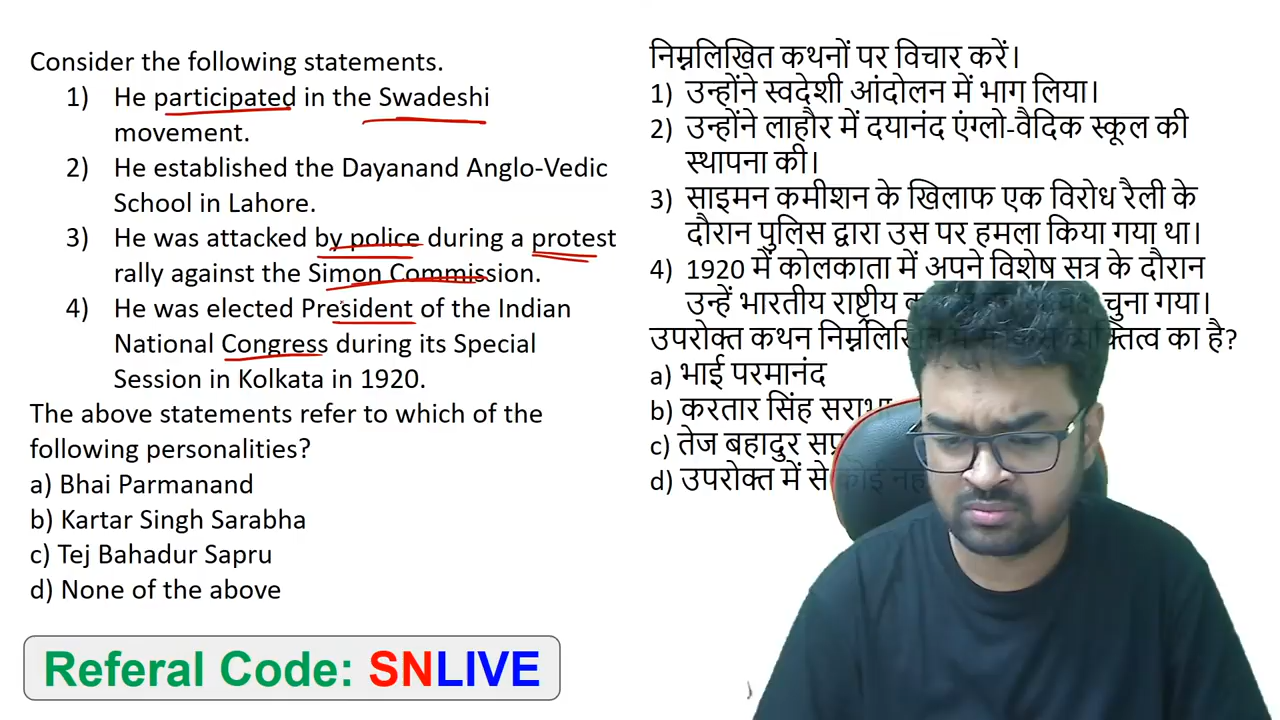 Consider the following statements.
1) He participated in the Swadeshi
movement.
2) He established the Dayanand Anglo-Vedic
School in Lahore.
3) He was attacked by police during a protest
rally against the Simon Commission.
4) He was elected President of the Indian
National Congress during its Special
Session in Kolkata in 1920.
The above statements refer to which of the
following personalities?
a) Bhai Parmanand
b) Kartar Singh Sarabha
c) Tej Bahadur Sapru
d) None of the above
Referal Code: SNLIVE
निम्नलिखित कथनों पर विचार करें।
1) उन्होंने स्वदेशी आंदोलन में भाग लिया।
2) उन्होंने लाहौर में दयानंद एंग्लो-वैदिक स्कूल की
स्थापना की।
3) साइमन कमीशन के खिलाफ एक विरोध रैली के
दौरान पुलिस द्वारा उस पर हमला किया गया था।
4) 1920 में कोलकाता में अपने विशेष सत्र के दौरान
उन्हें भारतीय राष्ट्रीय चुना गया।
उपरोक्त कथन निम्नलिखित में व्यक्तित्व का है?
a) भाई परमानंद
b) करतार सिंह सराभा
c) तेज बहादुर
d) उपरोक्त में से कोई नहीं